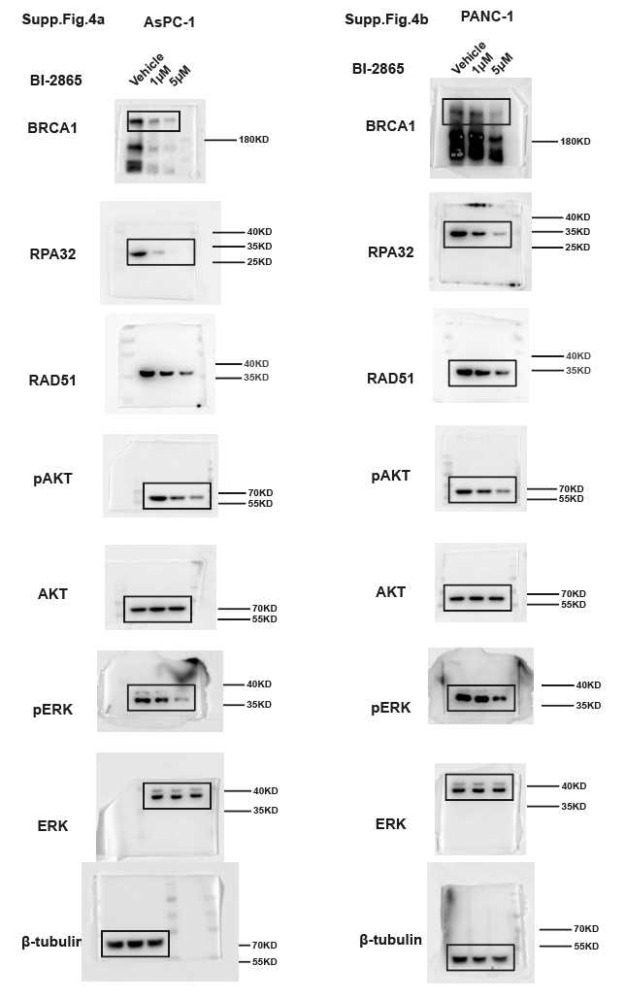 Supp.Fig.4a
AsPC-1
BI-2865
Vehicle
1μM
5μM
BRCA1
180KD
RPA32
40KD
35KD
25KD
RAD51
40KD
35KD
pAKT
70KD
55KD
AKT
70KD
55KD
pERK
40KD
35KD
ERK
40KD
35KD
β-tubulin
70KD
55KD
Supp.Fig.4b
PANC-1
BI-2865
Vehicle
1μM
5μM
BRCA1
180KD
RPA32
40KD
35KD
25KD
RAD51
40KD
35KD
pAKT
70KD
55KD
AKT
70KD
55KD
pERK
40KD
35KD
ERK
40KD
35KD
β-tubulin
70KD
55KD